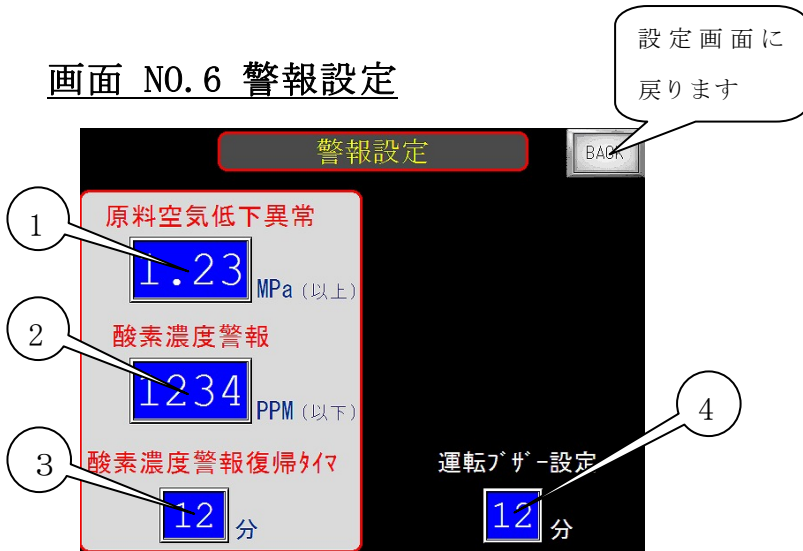 設定画面に
戻ります
画面 NO.6 警報設定
警報設定
BACK
1
原料空気低下異常
1.23 MPa (以上)
2
酸素濃度警報
1234 PPM (以下)
4
3
酸素濃度警報復帰ﾀｲﾏ
12 分
運転ﾌﾞｻﾞｰ設定
12 分